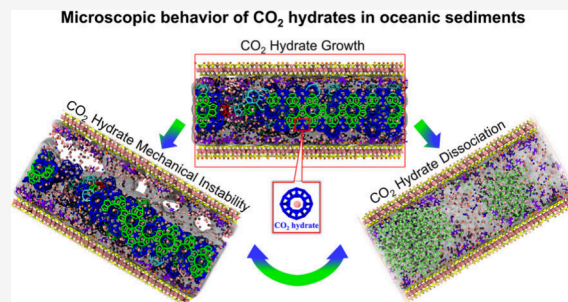 Microscopic behavior of CO₂ hydrates in oceanic sediments
CO₂ Hydrate Growth
CO₂ Hydrate Mechanical Instability
CO₂ Hydrate Dissociation
CO₂ hydrate